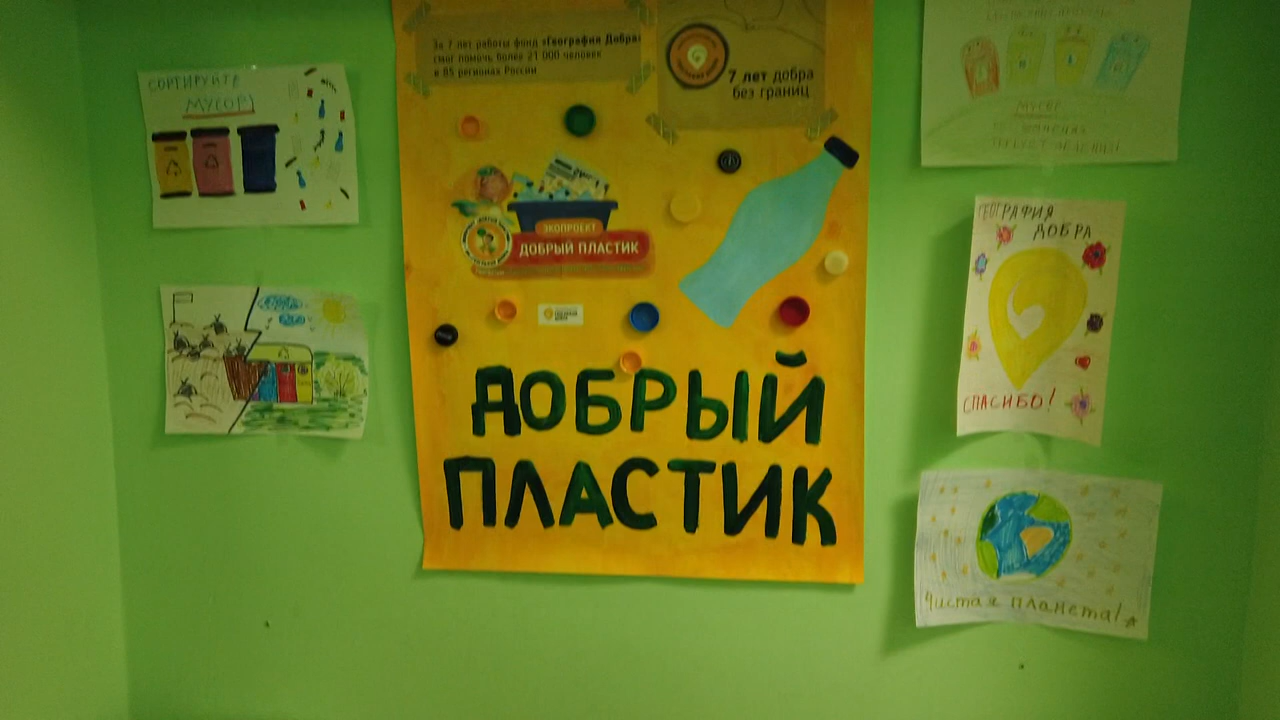 СОРТИРУЙТЕ
МУСОР!
За 7 лет работы фонд «География Добра»
смог помочь более 21 000 человек
в 85 регионах России
7 лет добра
без границ
ЭКОПРОЕКТ
ДОБРЫЙ ПЛАСТИК
ДОБРЫЙ
ПЛАСТИК
МУСОР
ГЕОГРАФИЯ
ДОБРА
СПАСИБО!
Чистая планета!